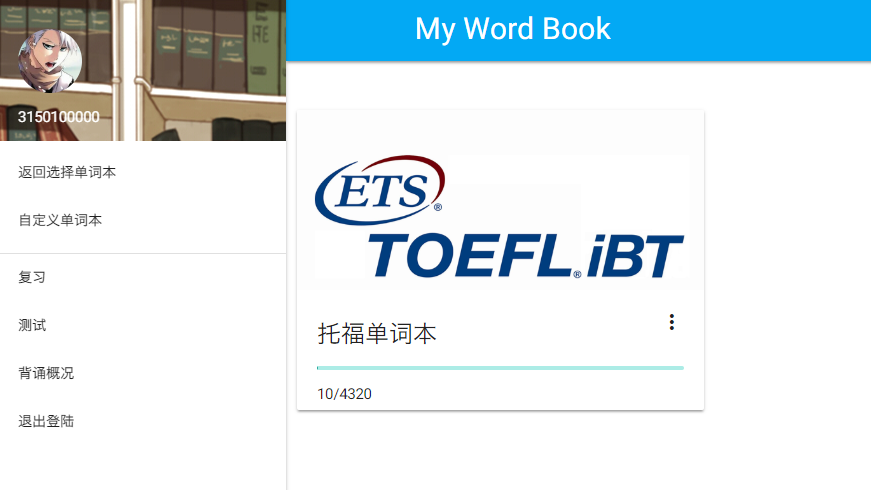 3150100000
返回选择单词本
自定义单词本
复习
测试
背诵概况
退出登陆
My Word Book
ETS
®
TOEFL®iBT
托福单词本
10/4320